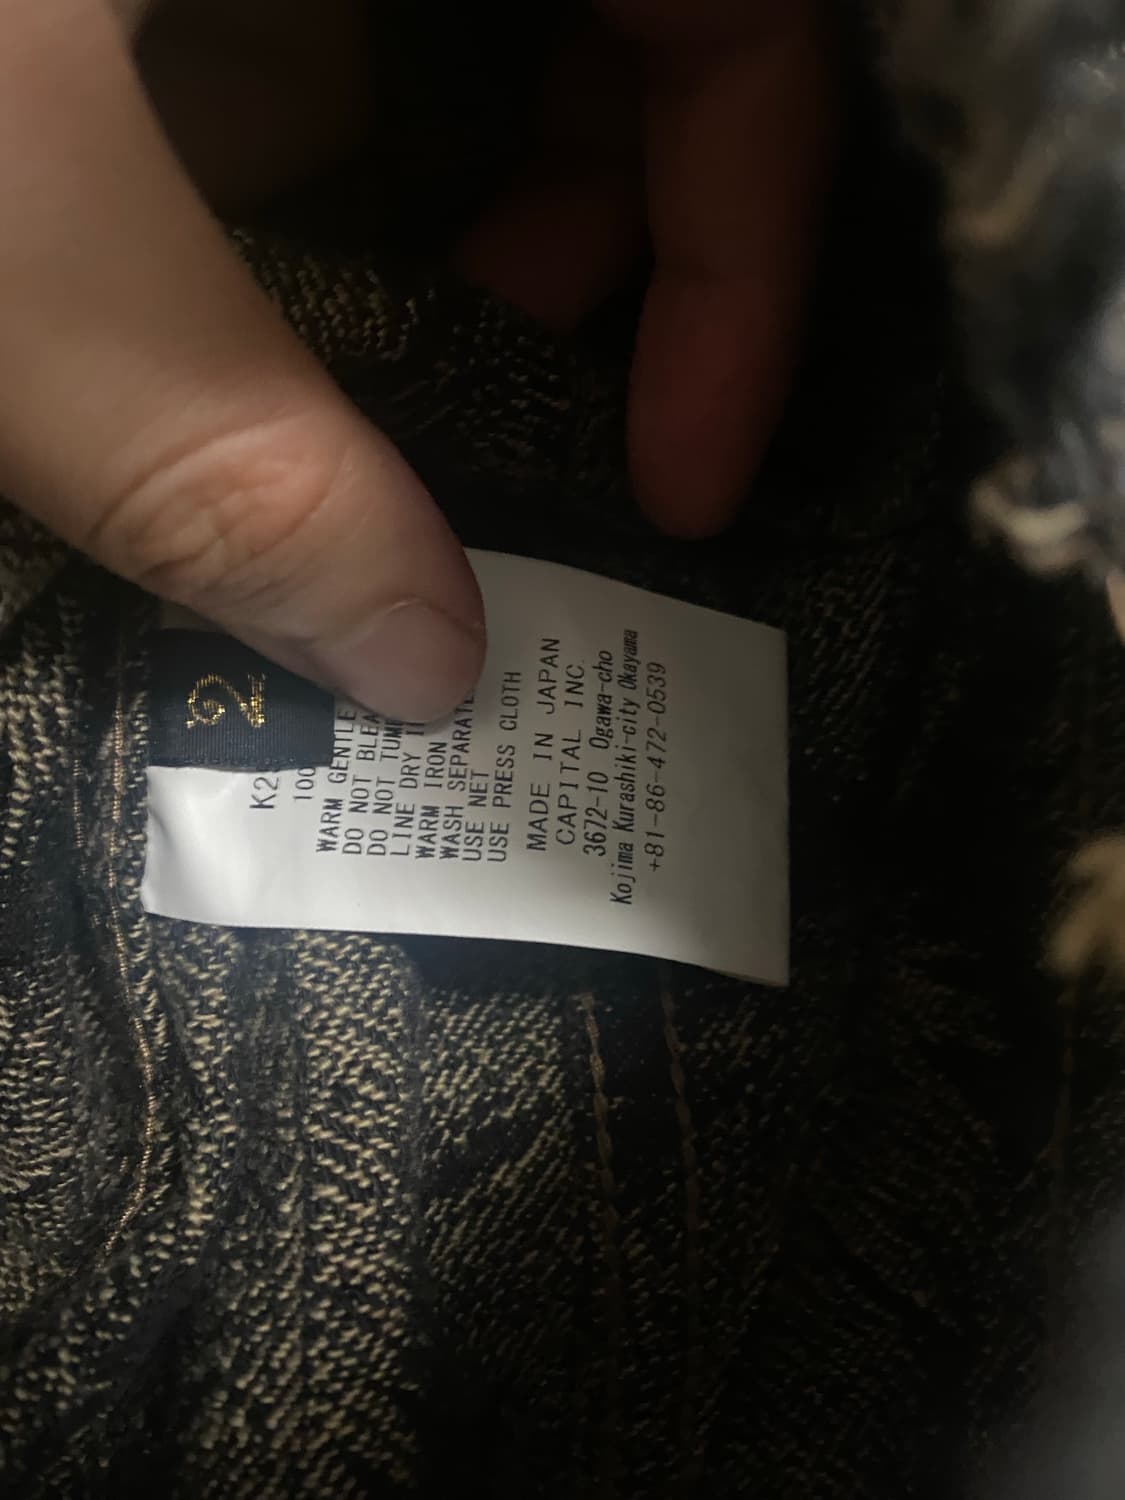 2
K2
100
WARM GENTLE
DO NOT BLEA
DO NOT TUM
LINE DRY I
WARM IRON
WASH SEPARATE
USE NET
USE PRESS CLOTH
MADE IN JAPAN
CAPITAL INC.
3672-10 Ogawa-cho
Kojima Kurashiki-city Okayama
+81-86-472-0539